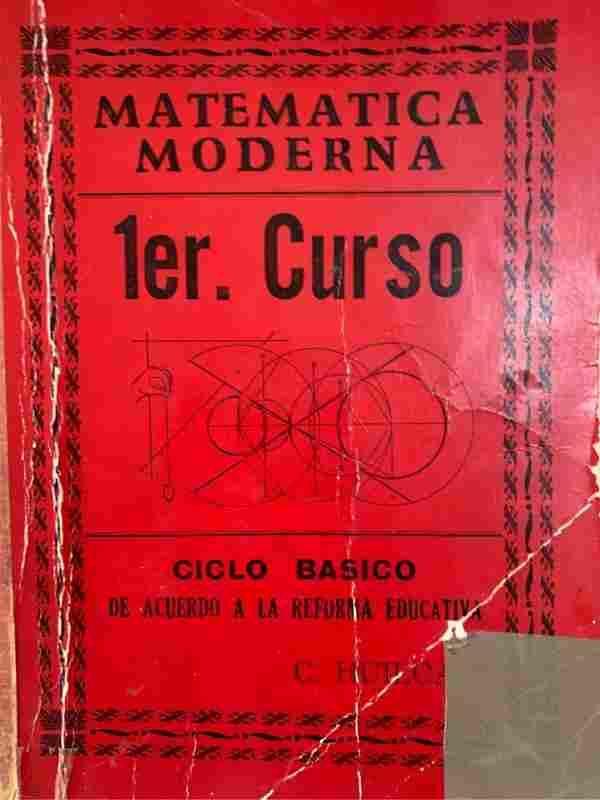 MATEMATICA
MODERNA
1er. Curso
CICLO BASICO
DE ACUERDO A LA REFORMA EDUCATIVA
C.